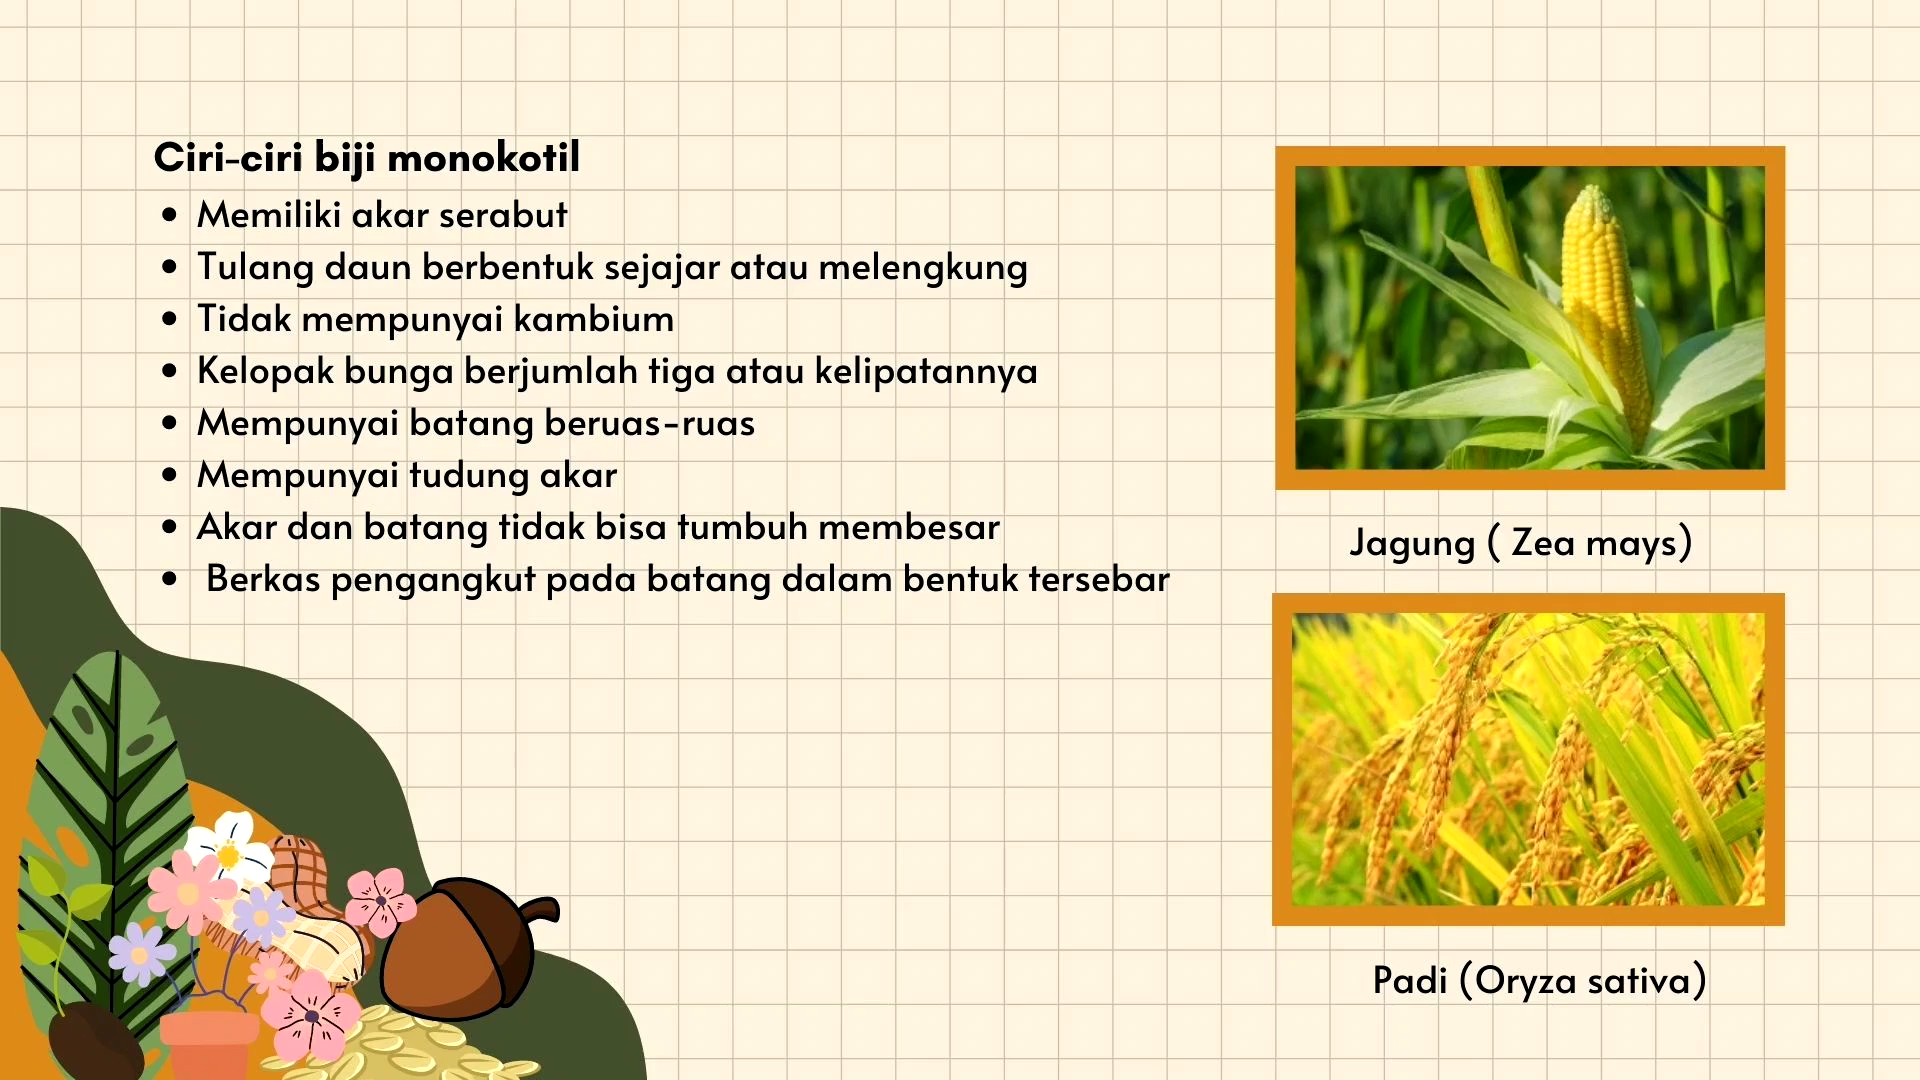 Ciri-ciri biji monokotil
• Memiliki akar serabut
• Tulang daun berbentuk sejajar atau melengkung
• Tidak mempunyai kambium
• Kelopak bunga berjumlah tiga atau kelipatannya
• Mempunyai batang beruas-ruas
• Mempunyai tudung akar
• Akar dan batang tidak bisa tumbuh membesar
• Berkas pengangkut pada batang dalam bentuk tersebar
Jagung ( Zea mays)
Padi (Oryza sativa)